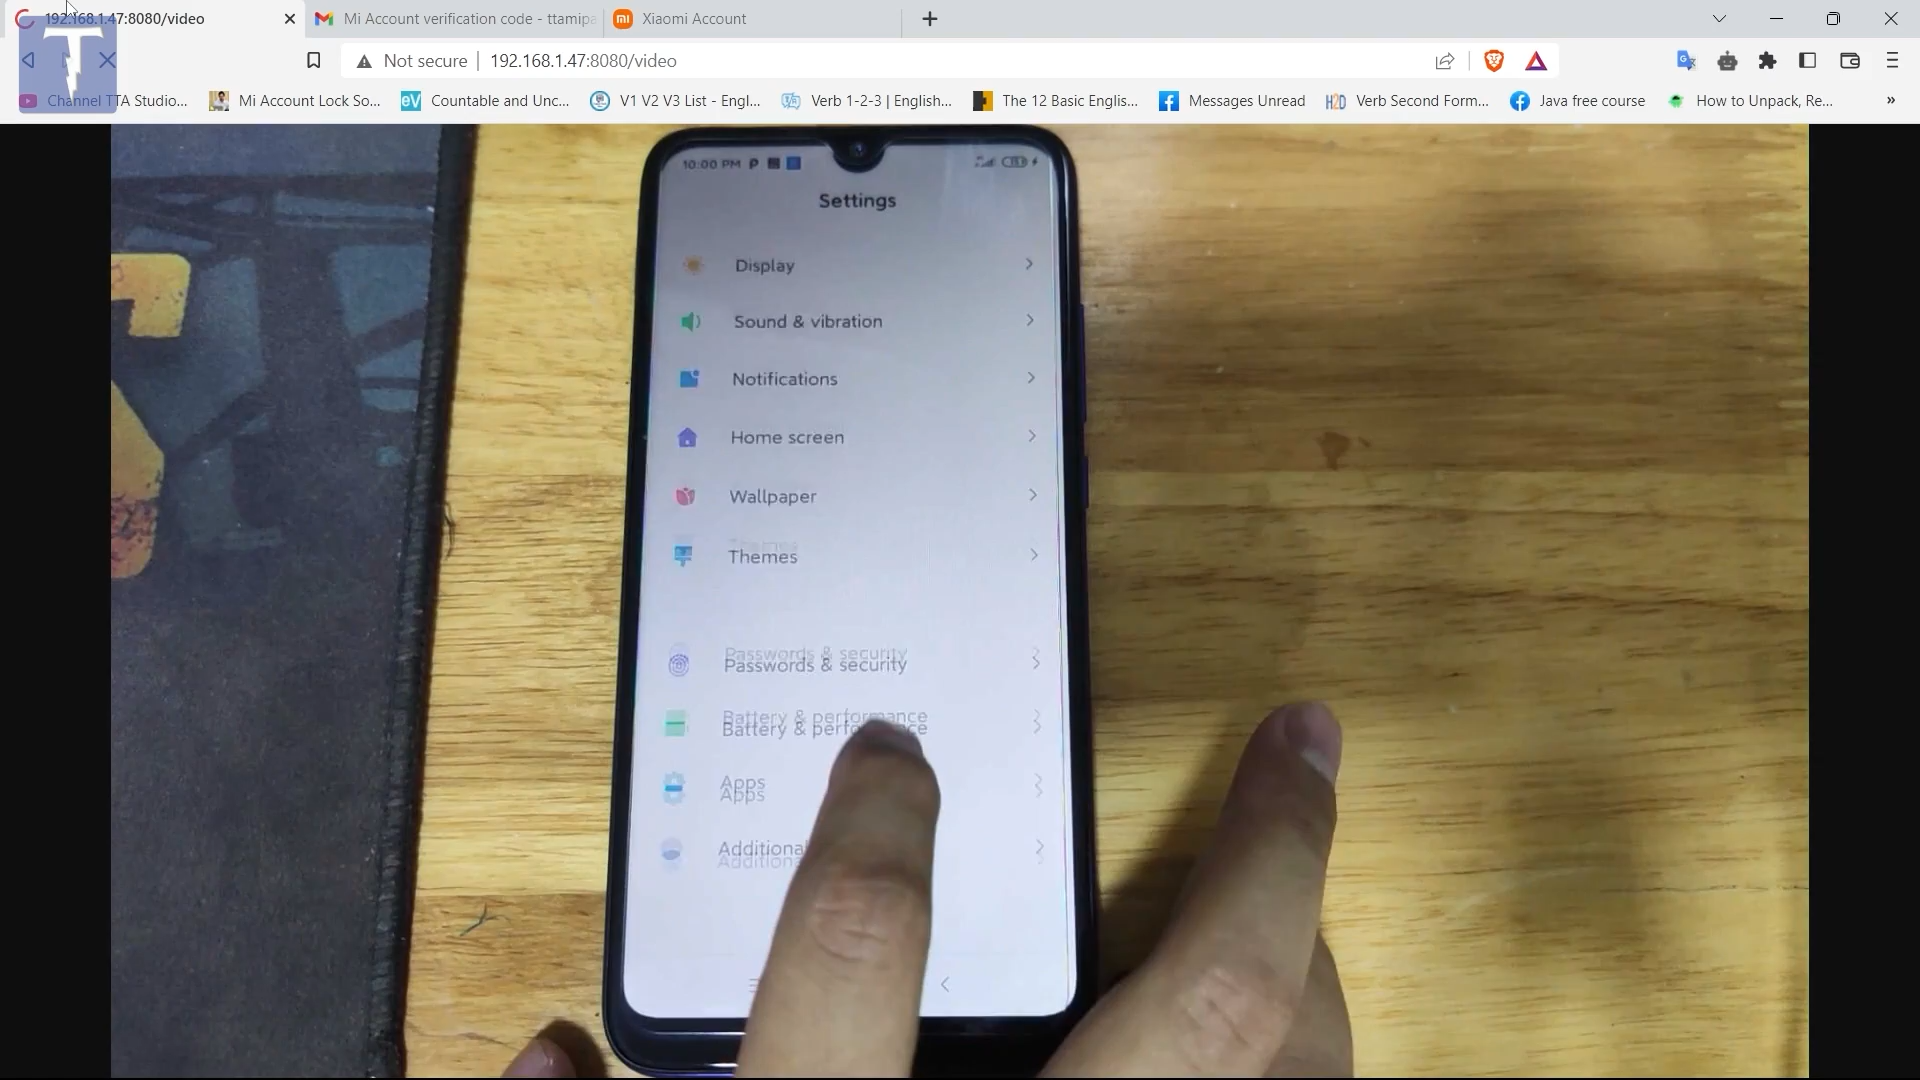 192.168.1.47:8080/video
Mi Account verification code - ttamipa
Xiaomi Account
Not secure
192.168.1.47:8080/video
Channel TTA Studio...
Mi Account Lock So...
Countable and Unc...
V1 V2 V3 List - Engl...
Verb 1-2-3 | English...
The 12 Basic Englis...
Messages Unread
Verb Second Form...
Java free course
How to Unpack, Re...
10:00 PM
Settings
Display
Sound & vibration
Notifications
Home screen
Wallpaper
Themes
Passwords & security
Battery & performance
Apps
Additional